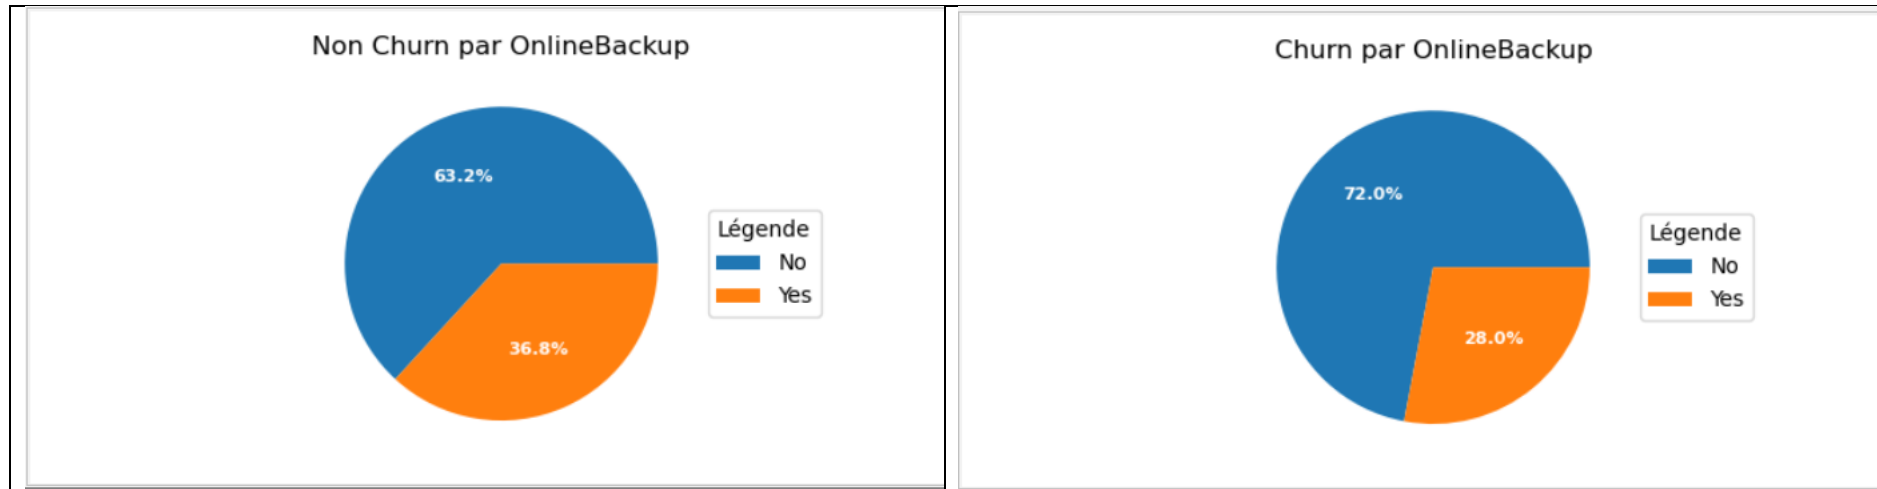 Non Churn par OnlineBackup
63.2%
36.8%
Légende
No
Yes
Churn par OnlineBackup
72.0%
28.0%
Légende
No
Yes